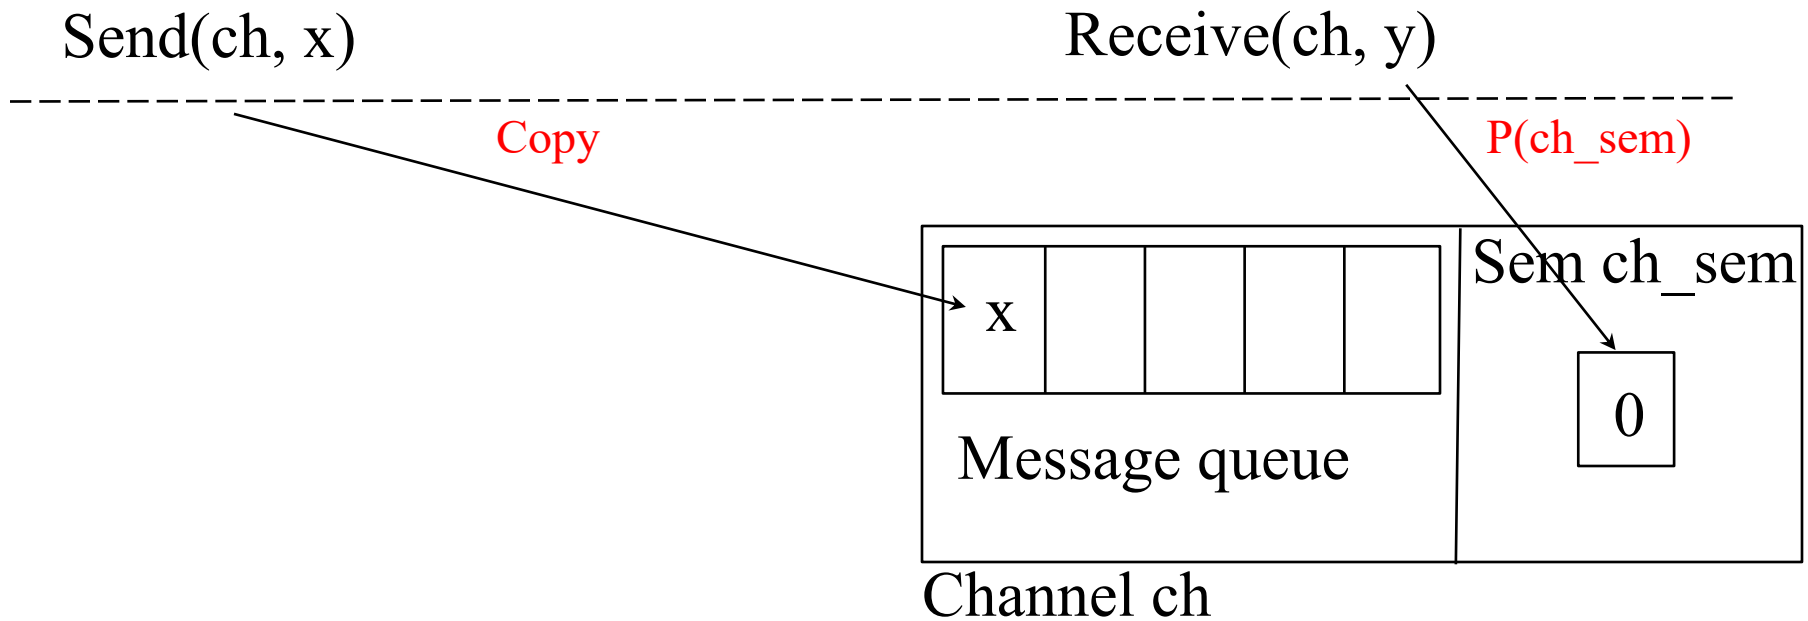 Send(ch, x)
Receive(ch, y)
Copy
P(ch_sem)
Sem ch_sem
x
0
Message queue
Channel ch